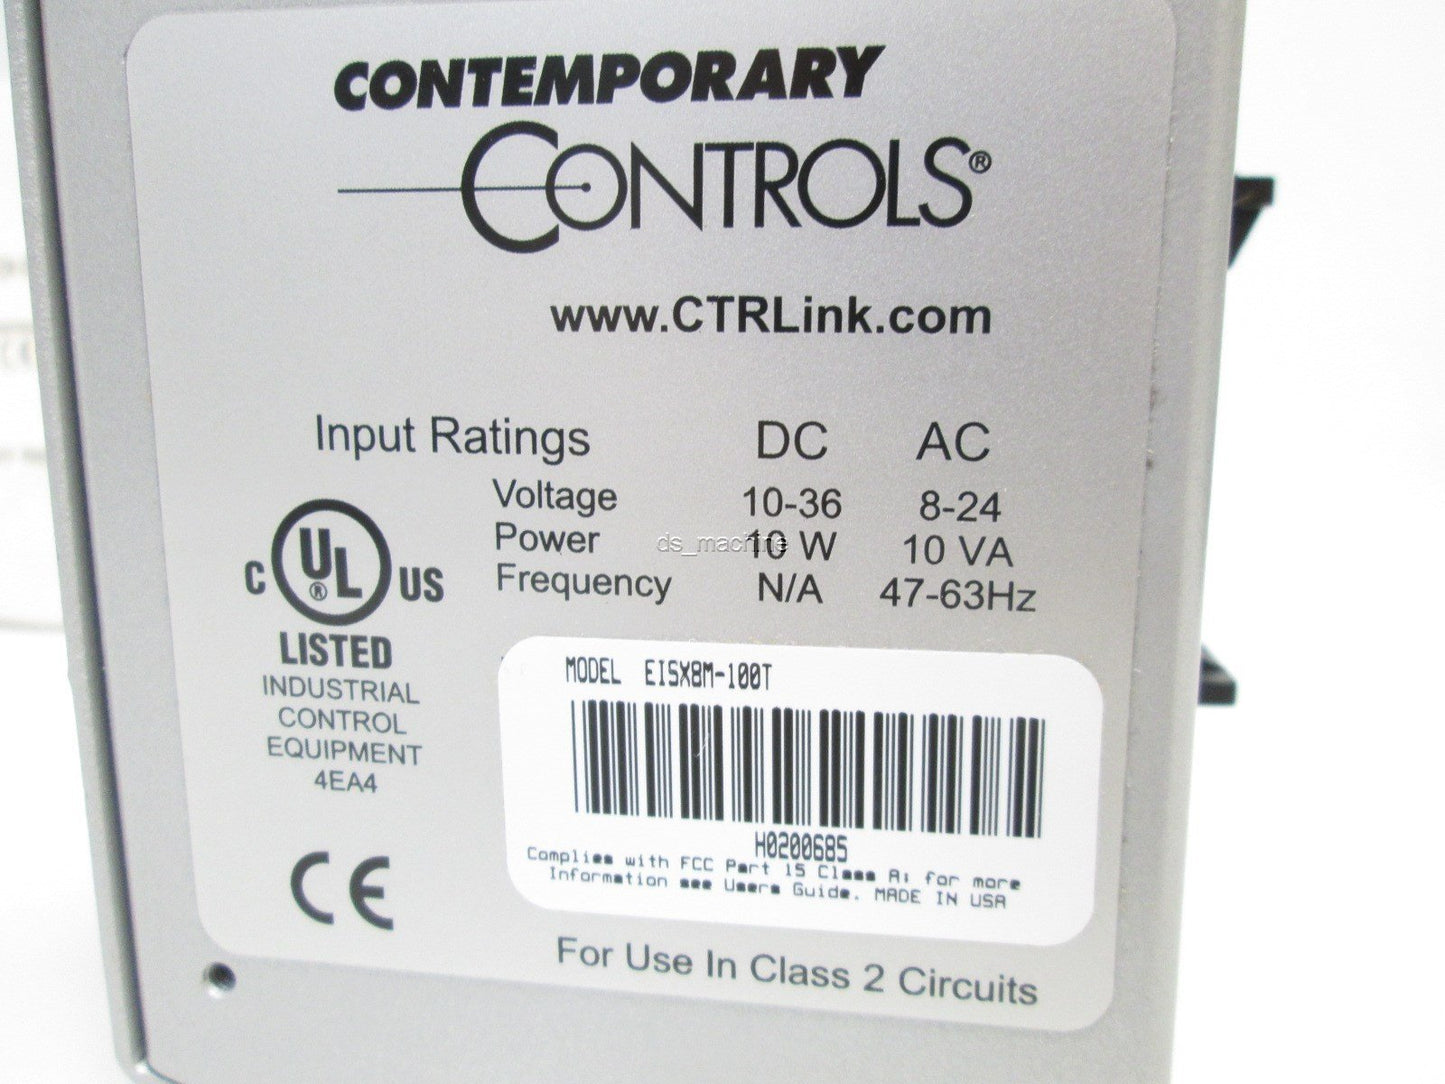 CONTEMPORARY
CONTROLS®
www.CTRLink.com
Input Ratings DC AC
Voltage 10-36 8-24
Power 10 W 10 VA
Frequency N/A 47-63Hz
ds_machine
C UL® US
LISTED
INDUSTRIAL
CONTROL
EQUIPMENT
4EA4
CE
MODEL EISX8M-100T
H0200685
Complies with FCC Part 15 Class A; for more
Information see Users Guide. MADE IN USA
For Use In Class 2 Circuits